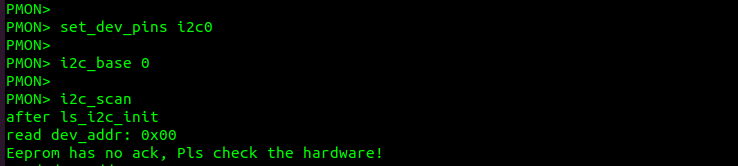 PMON>
PMON> set_dev_pins i2c0
PMON>
PMON> i2c_base 0
PMON>
PMON> i2c_scan
after ls_i2c_init
read dev_addr: 0x00
Eeprom has no ack, Pls check the hardware!